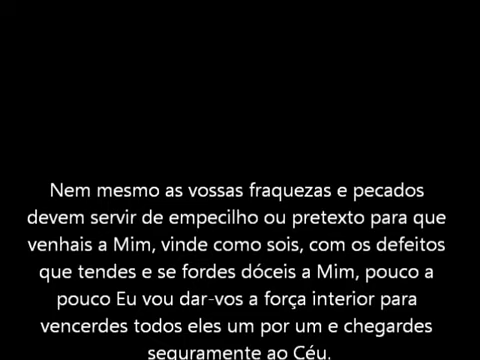 Nem mesmo as vossas fraquezas e pecados
devem servir de empecilho ou pretexto para que
venhais a Mim, vinde como sois, com os defeitos
que tendes e se fordes dóceis a Mim, pouco a
pouco Eu vou dar-vos a força interior para
vencerdes todos eles um por um e chegardes
seguramente ao Céu.